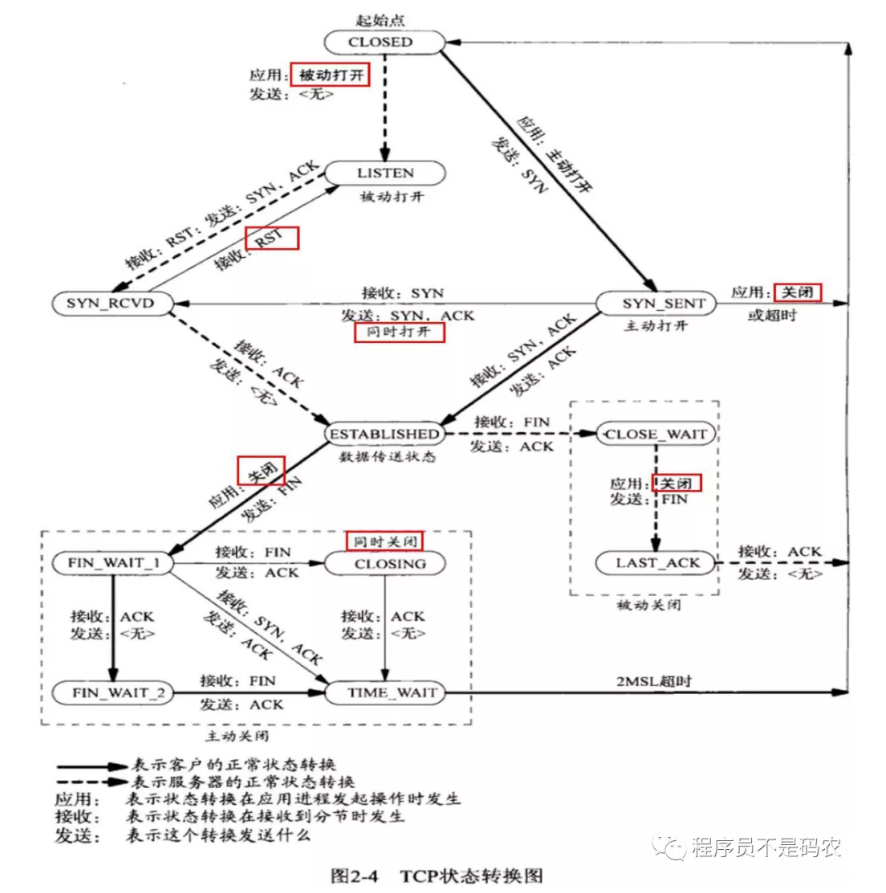 起始点
CLOSED
应用：被动打开
发送：<无>
应用：主动打开
发送：SYN
LISTEN
被动打开
接收：RST；发送：SYN，ACK
接收：RST
SYN_RCVD
接收：SYN
发送：SYN，ACK
同时打开
SYN_SENT
主动打开
应用：关闭
或超时
接收：ACK
发送：<无>
接收：SYN，ACK
发送：ACK
ESTABLISHED
数据传送状态
接收：FIN
发送：ACK
CLOSE_WAIT
应用：关闭
发送：FIN
应用：关闭
发送：FIN
LAST_ACK
接收：ACK
发送：<无>
被动关闭
同时关闭
FIN_WAIT_1
接收：FIN
发送：ACK
CLOSING
接收：ACK
发送：<无>
接收：SYN，ACK
发送：ACK
接收：ACK
发送：<无>
FIN_WAIT_2
接收：FIN
发送：ACK
TIME_WAIT
2MSL超时
主动关闭
表示客户的正常状态转换
表示服务器的正常状态转换
应用： 表示状态转换在应用进程发起操作时发生
接收： 表示状态转换在接收到分节时发生
发送： 表示这个转换发送什么
程序员不是码农
图2-4 TCP状态转换图